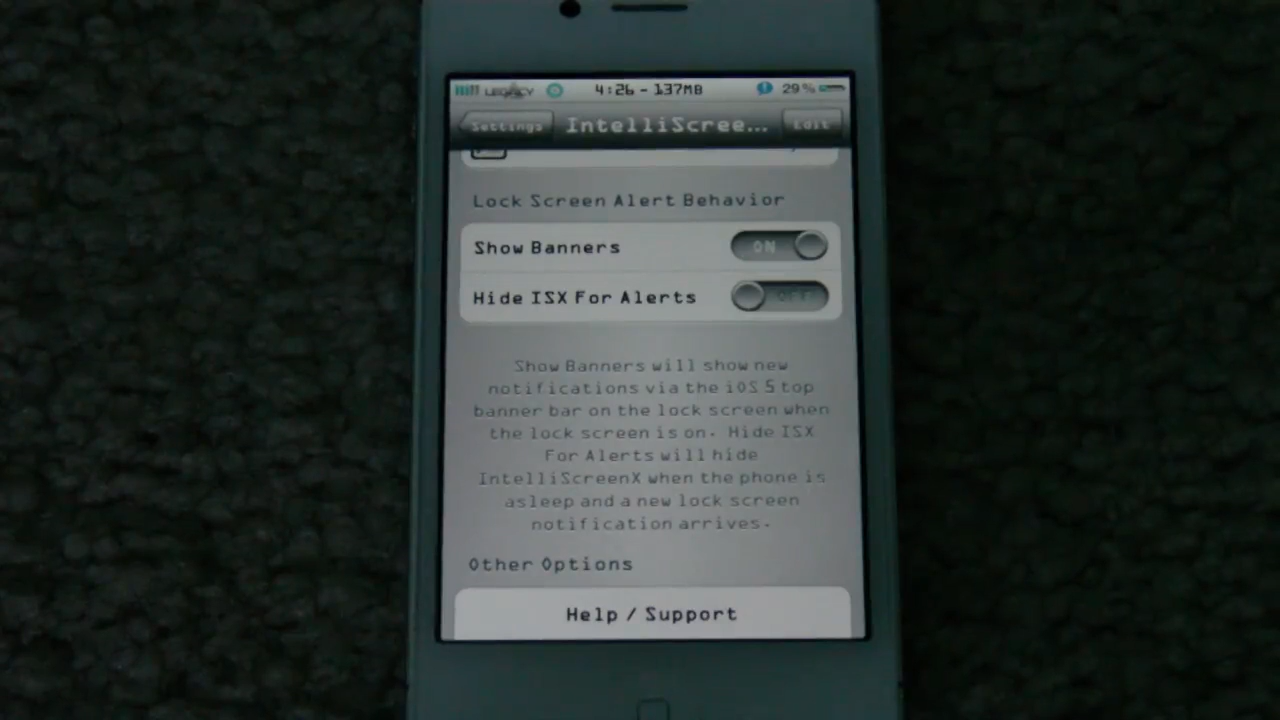 LEGACY 4:26 - 137MB 29%
Settings IntelliScree... Edit
Lock Screen Alert Behavior
Show Banners ON
Hide ISX For Alerts OFF
Show Banners will show new
notifications via the iOS 5 top
banner bar on the lock screen when
the lock screen is on. Hide ISX
For Alerts will hide
IntelliScreenX when the phone is
asleep and a new lock screen
notification arrives.
Other Options
Help / Support